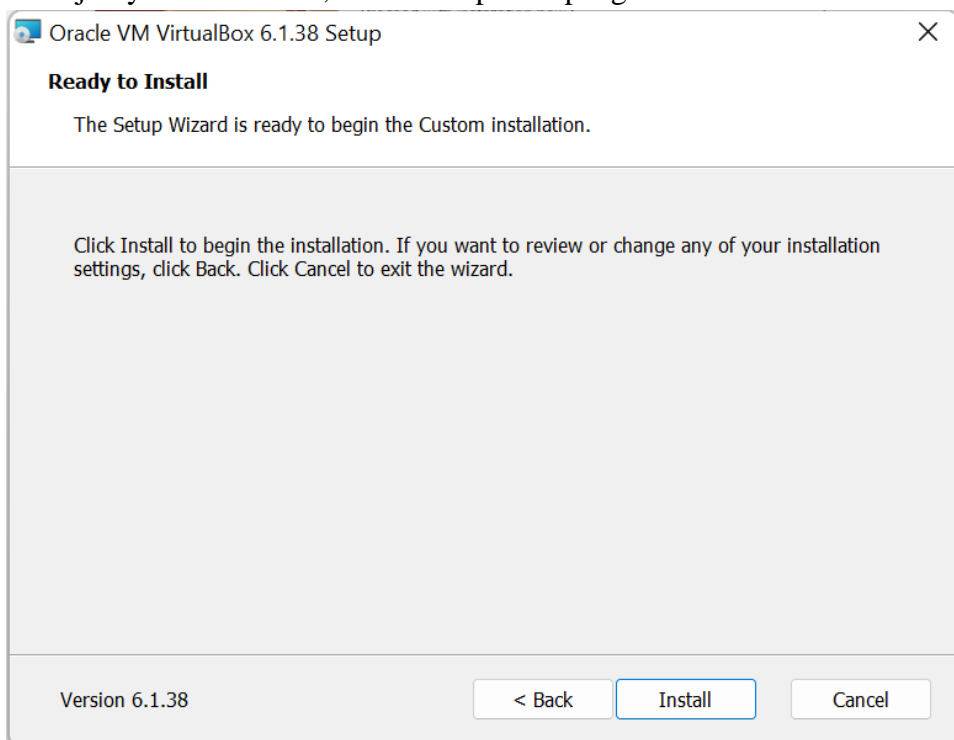 Oracle VM VirtualBox 6.1.38 Setup
Ready to Install
The Setup Wizard is ready to begin the Custom installation.
Click Install to begin the installation. If you want to review or change any of your installation
settings, click Back. Click Cancel to exit the wizard.
Version 6.1.38
< Back
Install
Cancel